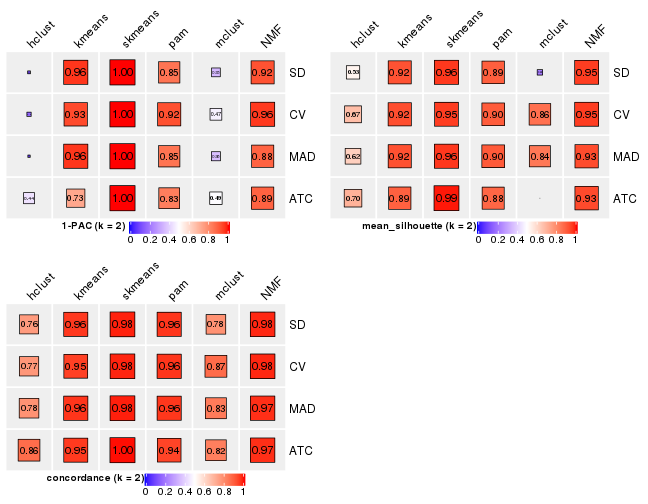 hclust kmeans skmeans pam mclust NMF
0.96 1.00 0.85 0.92 SD
0.93 1.00 0.92 0.47 0.96 CV
0.96 1.00 0.85 0.88 MAD
0.44 0.73 1.00 0.83 0.49 0.89 ATC
1-PAC (k = 2)
0 0.2 0.4 0.6 0.8 1
hclust kmeans skmeans pam mclust NMF
0.53 0.92 0.96 0.89 0.95 SD
0.67 0.92 0.95 0.90 0.86 0.95 CV
0.62 0.92 0.96 0.90 0.84 0.93 MAD
0.70 0.89 0.99 0.88 0.93 ATC
mean_silhouette (k = 2)
0 0.2 0.4 0.6 0.8 1
hclust kmeans skmeans pam mclust NMF
0.76 0.96 0.98 0.96 0.78 0.98 SD
0.77 0.95 0.98 0.96 0.87 0.98 CV
0.78 0.96 0.98 0.96 0.83 0.97 MAD
0.86 0.95 1.00 0.94 0.82 0.97 ATC
concordance (k = 2)
0 0.2 0.4 0.6 0.8 1